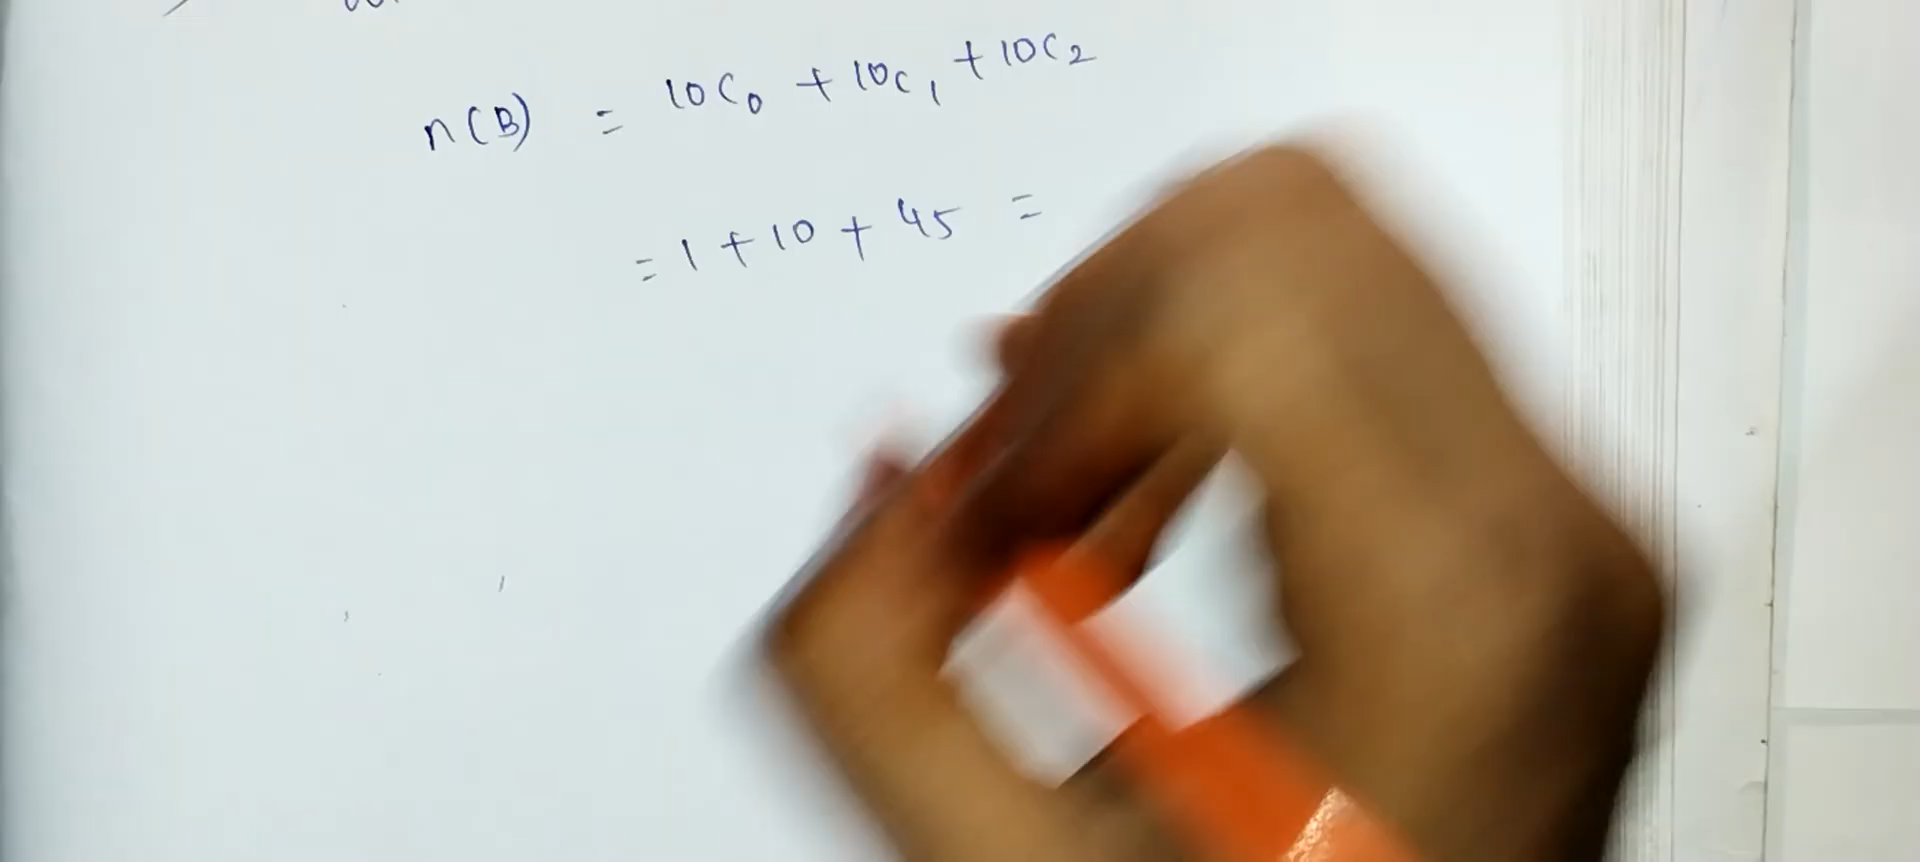 n(B) = 10C₀ + 10C₁ + 10C₂
= 1 + 10 + 45 =